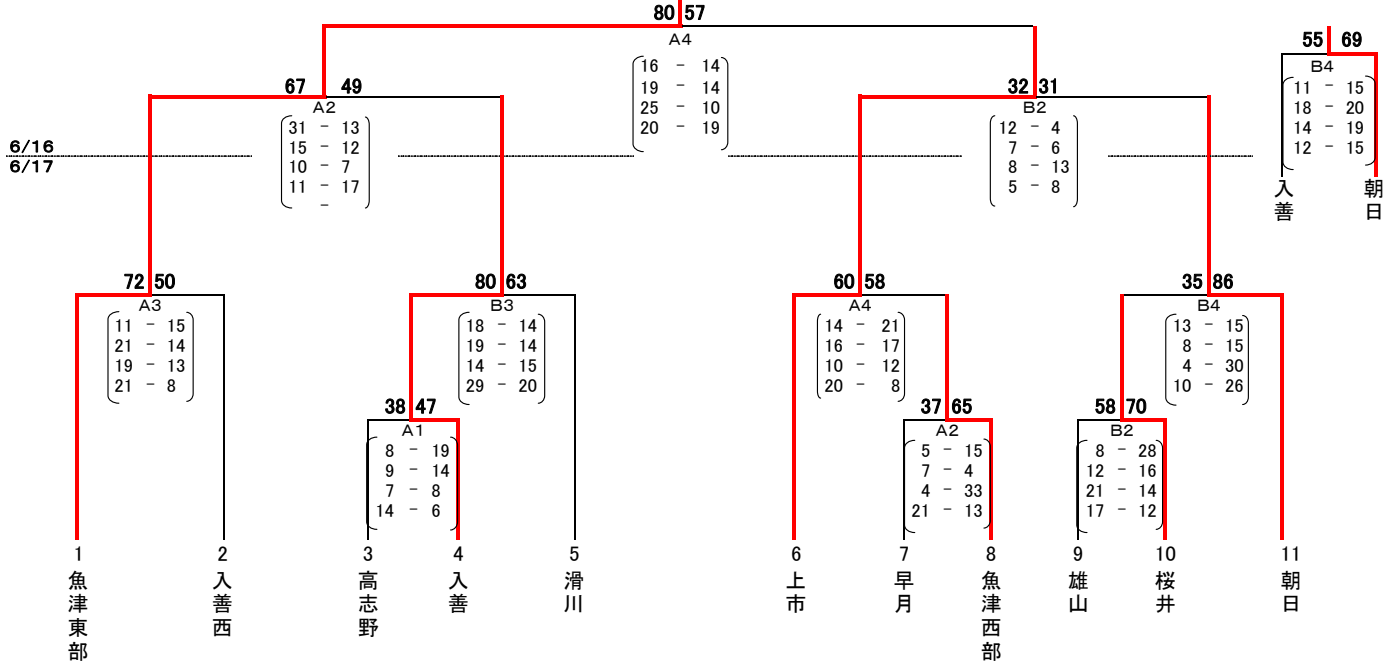 80 57
A4
16 - 14
19 - 14
25 - 10
20 - 19
55 69
B4
11 - 15
18 - 20
14 - 19
12 - 15
入善
朝日
67 49
A2
31 - 13
15 - 12
10 - 7
11 - 17
-
32 31
B2
12 - 4
7 - 6
8 - 13
5 - 8
6/16
6/17
72 50
A3
11 - 15
21 - 14
19 - 13
21 - 8
80 63
B3
18 - 14
19 - 14
14 - 15
29 - 20
60 58
A4
14 - 21
16 - 17
10 - 12
20 - 8
35 86
B4
13 - 15
8 - 15
4 - 30
10 - 26
38 47
A1
8 - 19
9 - 14
7 - 8
14 - 6
37 65
A2
5 - 15
7 - 4
4 - 33
21 - 13
58 70
B2
8 - 28
12 - 16
21 - 14
17 - 12
1
魚津東部
2
入善西
3
高志野
4
入善
5
滑川
6
上市
7
早月
8
魚津西部
9
雄山
10
桜井
11
朝日